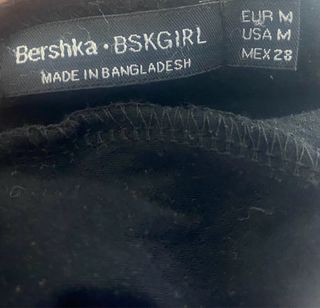 Bershka • BSKGIRL
MADE IN BANGLADESH
EUR M
USA M
MEX 28